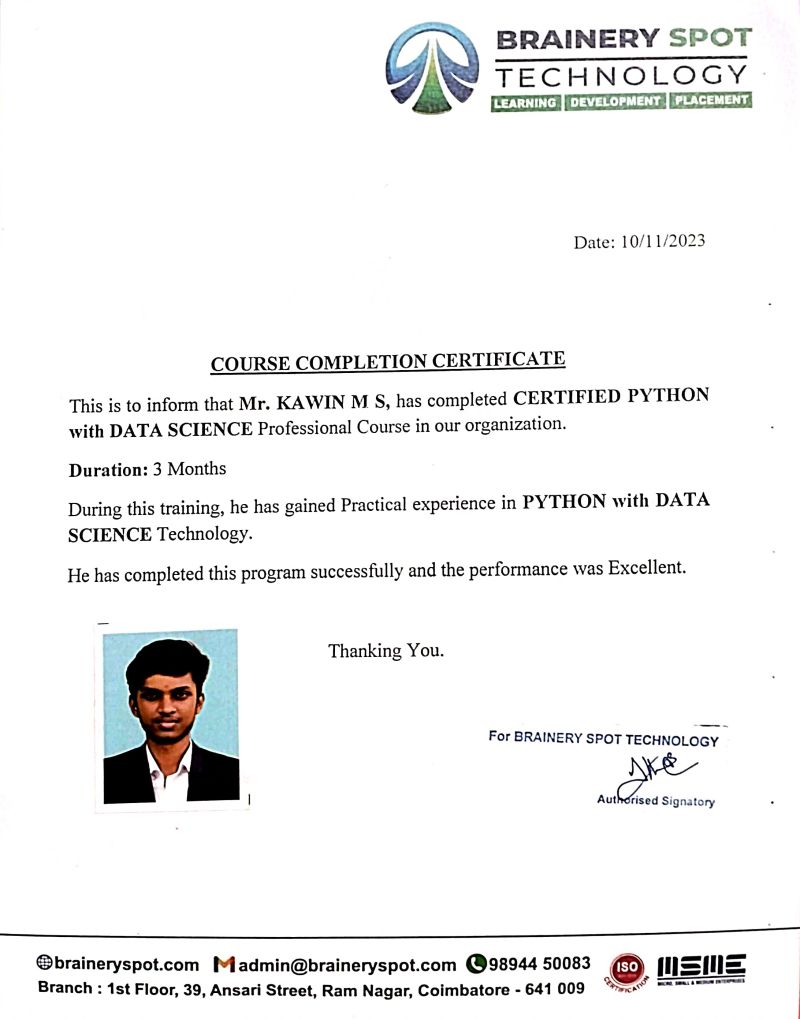 BRAINERY SPOT
TECHNOLOGY
LEARNING DEVELOPMENT PLACEMENT
Date: 10/11/2023
COURSE COMPLETION CERTIFICATE
This is to inform that Mr. KAWIN M S, has completed CERTIFIED PYTHON
with DATA SCIENCE Professional Course in our organization.
Duration: 3 Months
During this training, he has gained Practical experience in PYTHON with DATA
SCIENCE Technology.
He has completed this program successfully and the performance was Excellent.
Thanking You.
For BRAINERY SPOT TECHNOLOGY
Authorised Signatory
braineryspot.com admin@braineryspot.com 98944 50083
Branch : 1st Floor, 39, Ansari Street, Ram Nagar, Coimbatore - 641 009
ISO
CERTIFICATION
MSME
MICRO, SMALL & MEDIUM ENTERPRISES